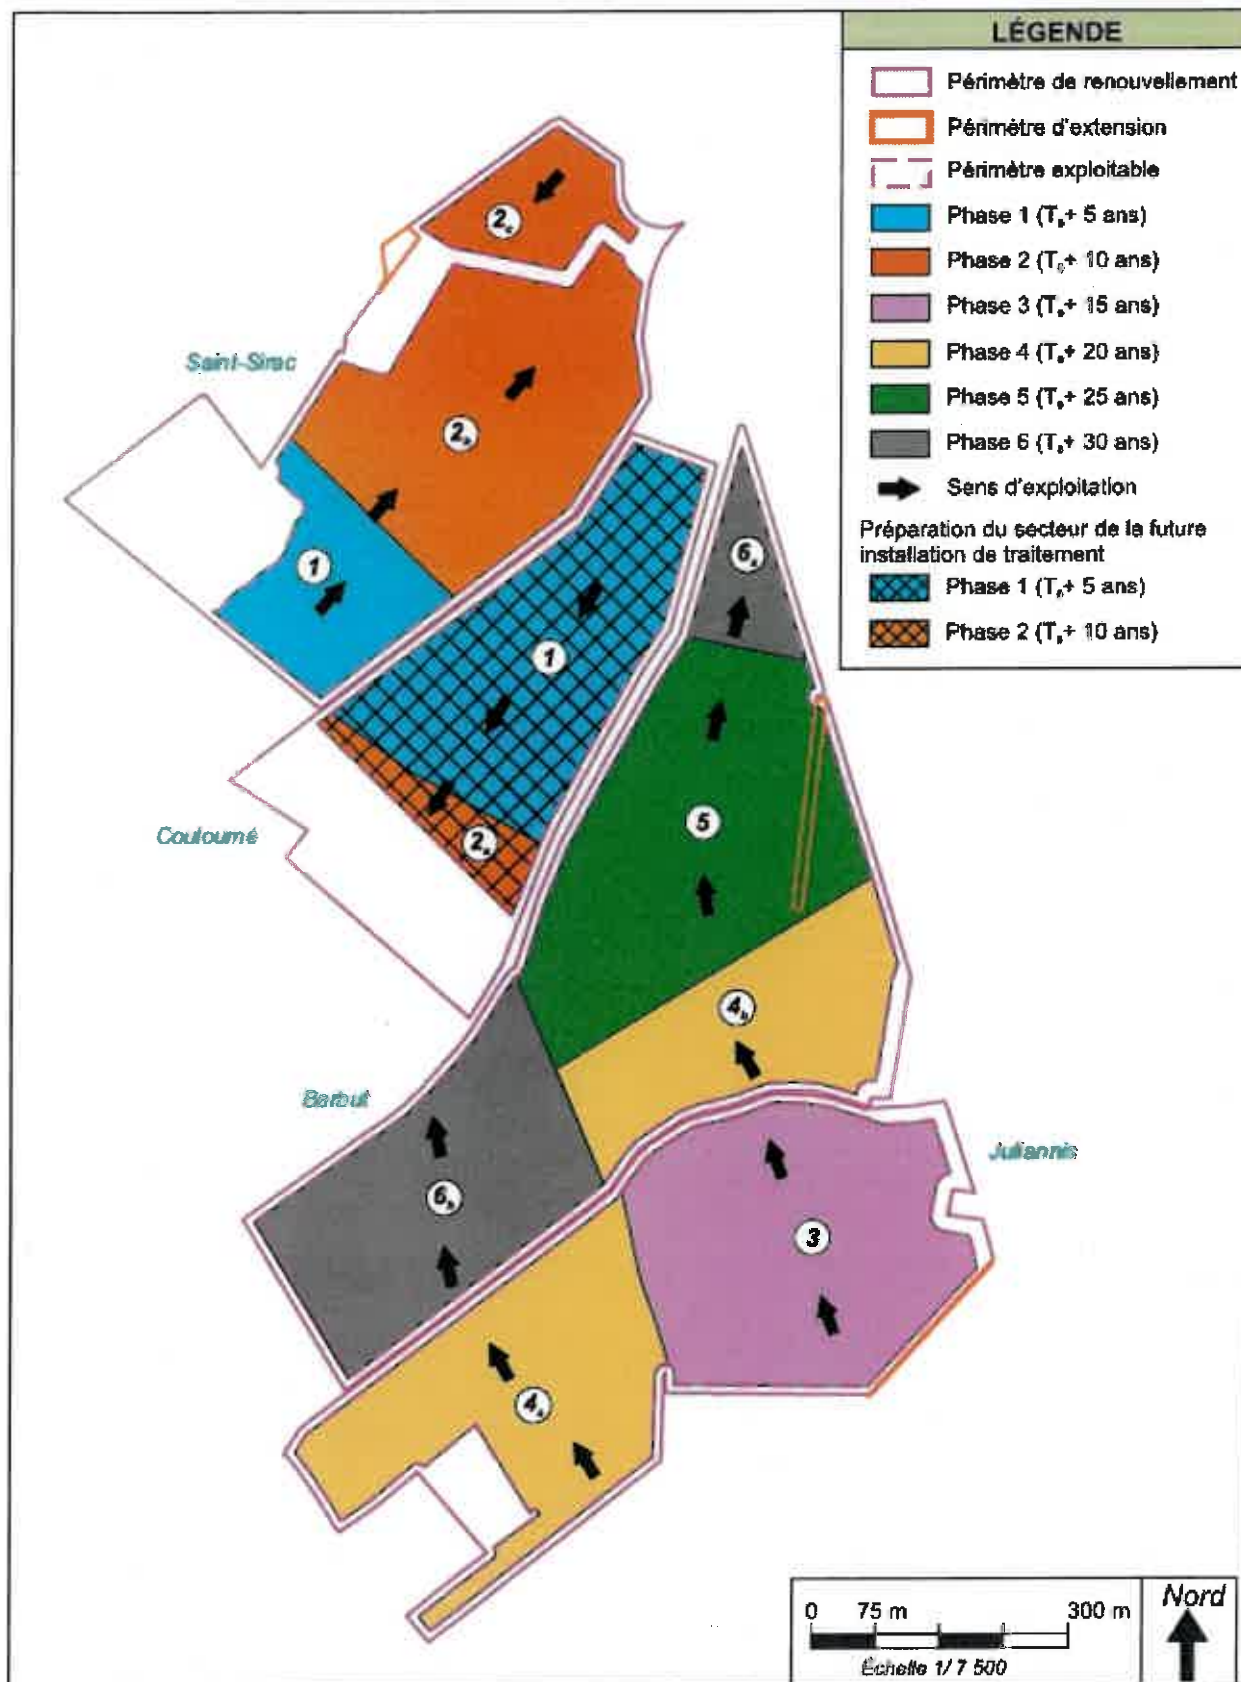 LÉGENDE
Périmètre de renouvellement
Périmètre d'extension
Périmètre exploitable
Phase 1 (T₀+ 5 ans)
Phase 2 (T₀+ 10 ans)
Phase 3 (T₀+ 15 ans)
Phase 4 (T₀+ 20 ans)
Phase 5 (T₀+ 25 ans)
Phase 6 (T₀+ 30 ans)
Sens d'exploitation
Préparation du secteur de la future
installation de traitement
Phase 1 (T₀+ 5 ans)
Phase 2 (T₀+ 10 ans)
2c
Saint-Sirac
2b
1
6a
1
5
Couloumé
2a
4b
Barbut
Juliannis
6b
3
4a
0 75 m 300 m
Échelle 1/ 7 500
Nord